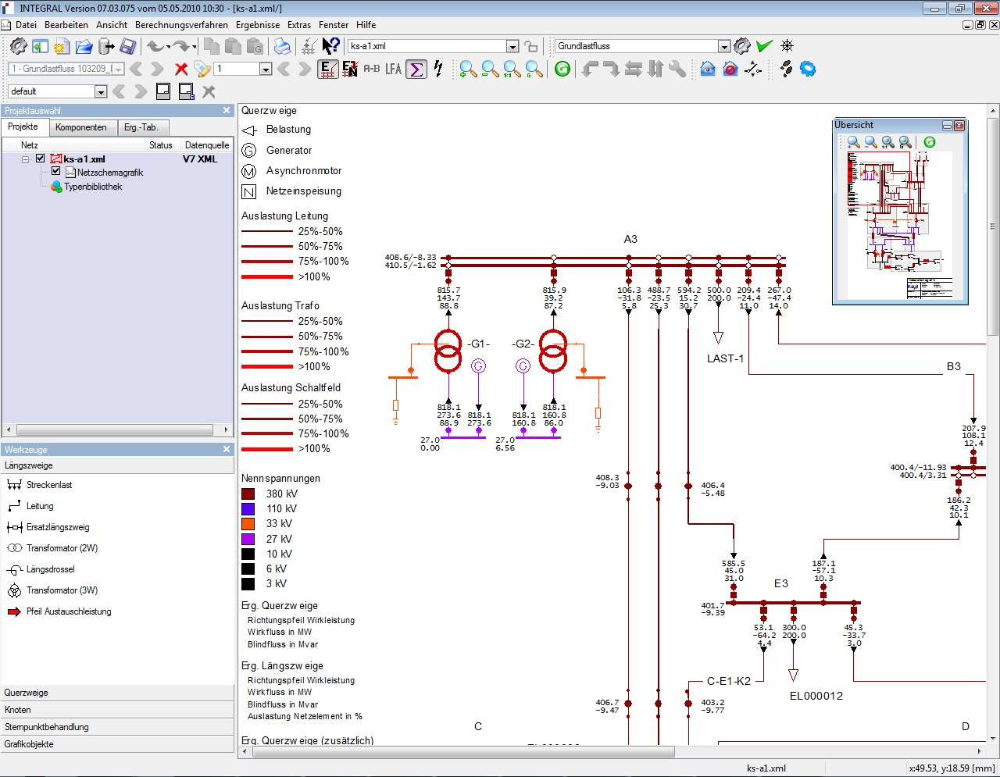 INTEGRAL Version 07.03.075 vom 05.05.2010 10:30 - [ks-a1.xml/]
Datei Bearbeiten Ansicht Berechnungsverfahren Ergebnisse Extras Fenster Hilfe
ks-a1.xml Grundlastfluss
1 - Grundlastfluss 103209_ 1 A-B LFA
default
Projektauswahl
Projekte Komponenten Erg.-Tab.
Netz Status Datenquelle
ks-a1.xml V7 XML
Netzschemagrafik
Typenbibliothek
Werkzeuge
Längszweige
Streckenlast
Leitung
Ersatzlängszweig
Transformator (2W)
Längsdrossel
Transformator (3W)
Pfeil Austauschleistung
Querzweige
Knoten
Sternpunktbehandlung
Grafikobjekte
Querzweige
Belastung
G Generator
M Asynchronmotor
N Netzeinspeisung
Auslastung Leitung
25%-50%
50%-75%
75%-100%
>100%
Auslastung Trafo
25%-50%
50%-75%
75%-100%
>100%
Auslastung Schaltfeld
25%-50%
50%-75%
75%-100%
>100%
Nennspannungen
380 kV
110 kV
33 kV
27 kV
10 kV
6 kV
3 kV
Erg. Querzweige
Richtungspfeil Wirkleistung
Wirkfluss in MW
Blindfluss in Mvar
Erg. Längszweige
Richtungspfeil Wirkleistung
Wirkfluss in MW
Blindfluss in Mvar
Auslastung Netzelement in %
Erg. Querzweige (zusätzlich)
Übersicht
A3
408.6/-8.33
410.5/-1.62
815.7 815.9 106.3 488.7 594.2 500.0 209.4 267.0
143.7 39.2 -31.8 -23.5 15.2 200.0 -24.4 -47.4
88.8 87.2 5.8 25.3 30.7 11.0 14.0
-G1- -G2-
G G
LAST-1
B3
818.1 818.1 818.1 818.1
273.6 273.6 160.8 160.8
88.9 86.0
27.0 27.0
0.00 6.56
207.9
108.1
12.4
400.4/-11.93
400.4/3.31
408.3
-9.03
406.4
-5.48
186.2
42.3
10.1
585.5 187.1
45.0 -57.1
31.0 10.3
E3
401.7
-9.39
53.1 300.0 45.3
-64.2 200.0 -33.7
4.4 3.0
C-E1-K2
EL000012
406.7
-9.47
403.2
-9.77
C D
ks-a1.xml x:49.53, y:18.59 [mm]